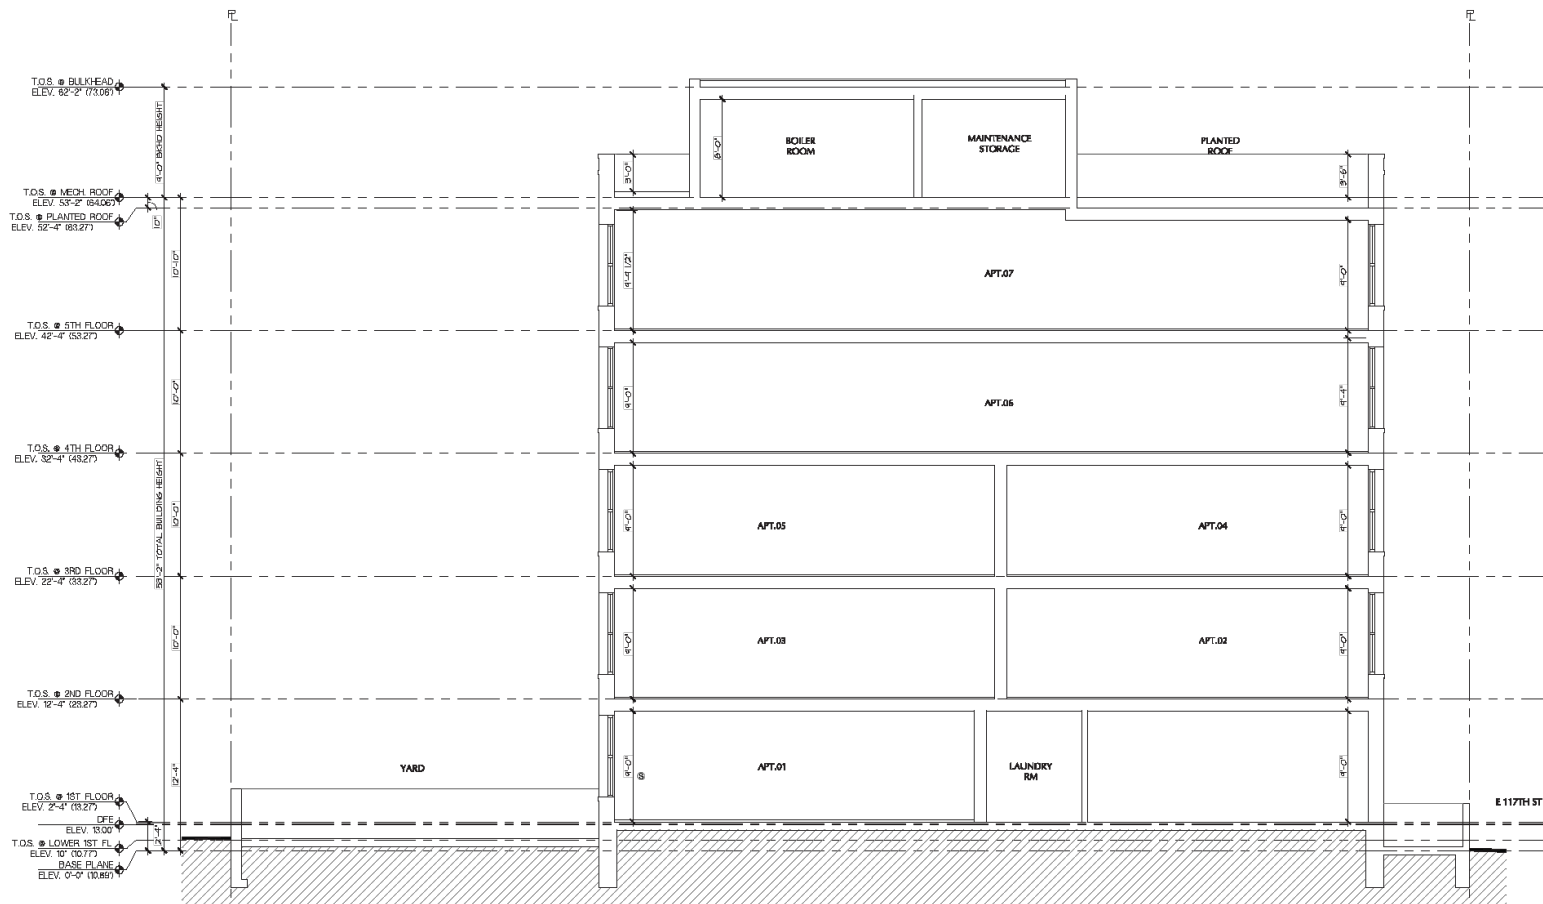 PL
PL
T.O.S. @ BULKHEAD
ELEV. 62'-2" (73.06')
9'-0" BKHD HEIGHT
8'-0"
BOILER
ROOM
MAINTENANCE
STORAGE
PLANTED
ROOF
3'-0"
3'-6"
T.O.S. @ MECH. ROOF
ELEV. 53'-2" (64.06')
T.O.S. @ PLANTED ROOF
ELEV. 52'-4" (63.27')
10"
10'-10"
9'-4 1/2"
APT.07
9'-0"
T.O.S. @ 5TH FLOOR
ELEV. 42'-4" (53.27')
10'-0"
9'-0"
APT.06
9'-4"
T.O.S. @ 4TH FLOOR
ELEV. 32'-4" (43.27')
53'-2" TOTAL BUILDING HEIGHT
10'-0"
9'-0"
APT.05
APT.04
9'-0"
T.O.S. @ 3RD FLOOR
ELEV. 22'-4" (33.27')
10'-0"
9'-0"
APT.03
APT.02
9'-0"
T.O.S. @ 2ND FLOOR
ELEV. 12'-4" (23.27')
12'-4"
YARD
9'-0"
APT.01
LAUNDRY
RM
9'-0"
T.O.S. @ 1ST FLOOR
ELEV. 2'-4" (13.27')
E 117TH ST
DFE
ELEV. 13.00'
2'-4"
T.O.S. @ LOWER 1ST FL
ELEV. 10" (10.77')
BASE PLANE
ELEV. 0'-0" (10.89')